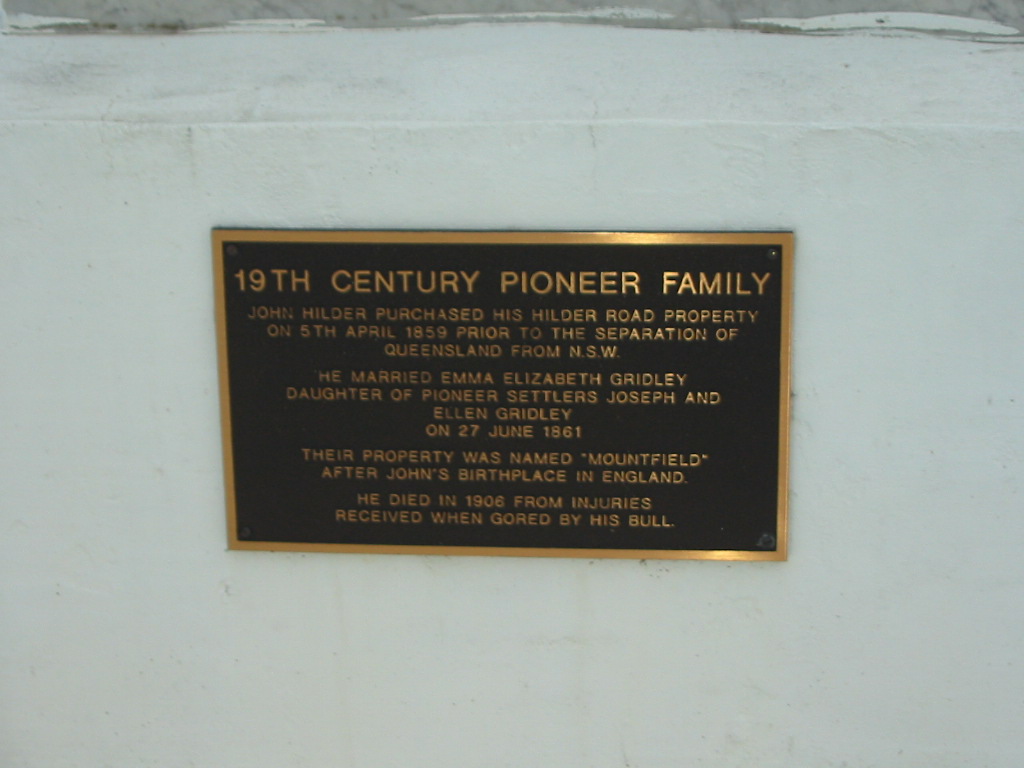 19TH CENTURY PIONEER FAMILY
JOHN HILDER PURCHASED HIS HILDER ROAD PROPERTY
ON 5TH APRIL 1859 PRIOR TO THE SEPARATION OF
QUEENSLAND FROM N.S.W.
HE MARRIED EMMA ELIZABETH GRIDLEY
DAUGHTER OF PIONEER SETTLERS JOSEPH AND
ELLEN GRIDLEY
ON 27 JUNE 1861
THEIR PROPERTY WAS NAMED "MOUNTFIELD"
AFTER JOHN'S BIRTHPLACE IN ENGLAND.
HE DIED IN 1906 FROM INJURIES
RECEIVED WHEN GORED BY HIS BULL.